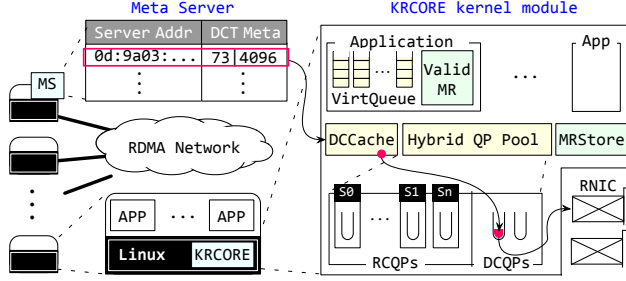 Meta Server
Server Addr DCT Meta
0d:9a03:... 73|4096
MS
RDMA Network
APP ... APP
Linux KRCORE
KRCORE kernel module
Application
App
VirtQueue
Valid
MR
...
DCCache Hybrid QP Pool MRStore
S0 ... S1 Sn
RCQPs DCQPs
RNIC